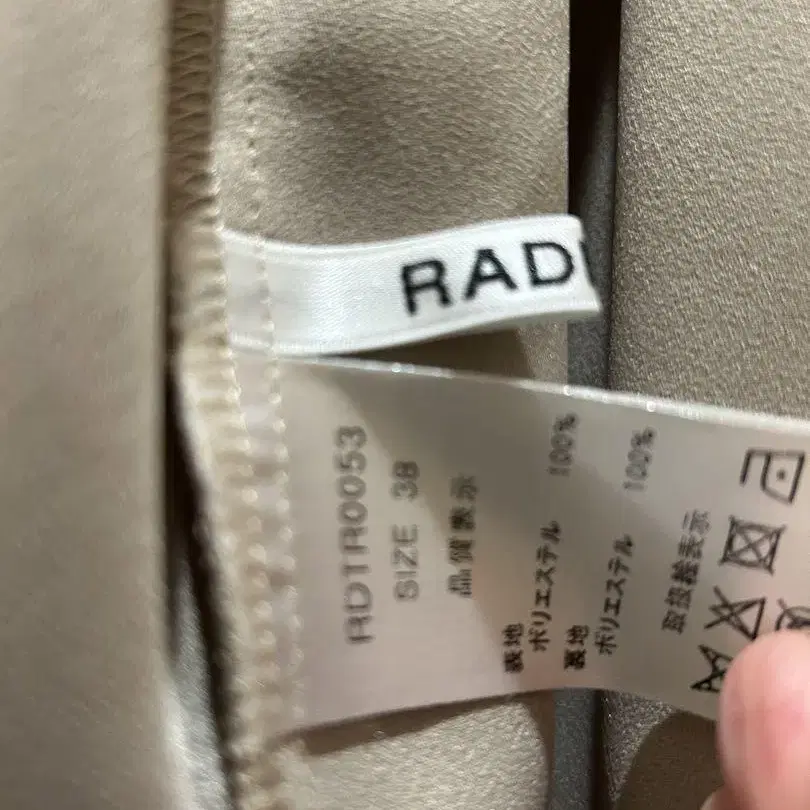 RAD
RDTR0053
SIZE 38
品質表示
表地
ポリエステル 100%
裏地
ポリエステル 100%
取扱絵表示